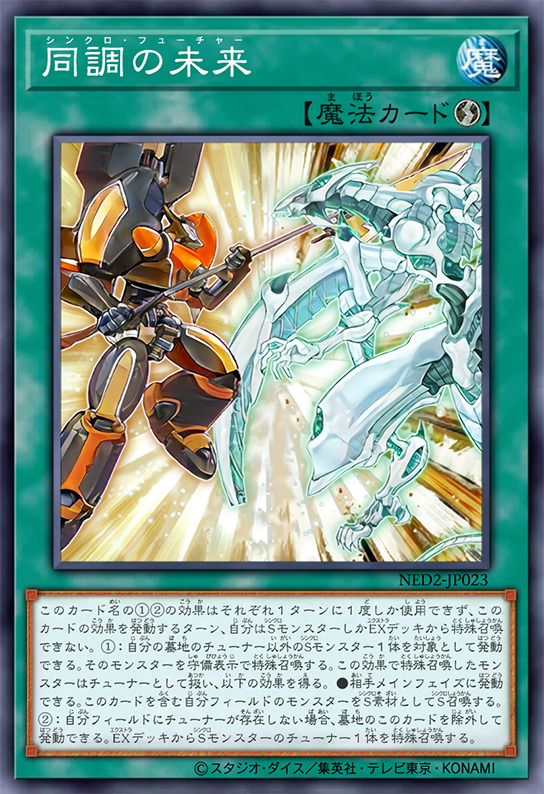 シンクロ・フューチャー
同調の未来
魔
【魔法カード】
NED2-JP023
このカード名の①②の効果はそれぞれ1ターンに1度しか使用できず、このカードの効果を発動するターン、自分はSモンスターしかEXデッキから特殊召喚できない。①:自分の墓地のチューナー以外のSモンスター1体を対象として発動できる。そのモンスターを守備表示で特殊召喚する。この効果で特殊召喚したモンスターはチューナーとして扱い、以下の効果を得る。●相手メインフェイズに発動できる。このカードを含む自分フィールドのモンスターをS素材としてS召喚する。
②:自分フィールドにチューナーが存在しない場合、墓地のこのカードを除外して発動できる。EXデッキからSモンスターのチューナー1体を特殊召喚する。
©スタジオ・ダイス/集英社・テレビ東京・KONAMI